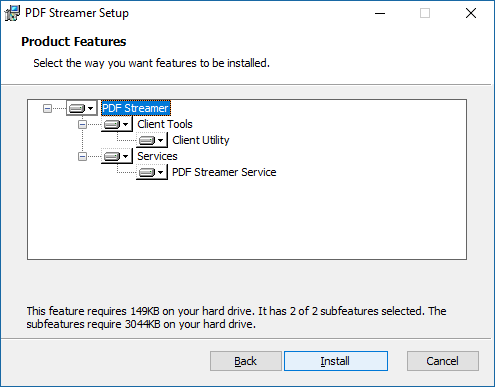 PDF Streamer Setup
Product Features
Select the way you want features to be installed.
PDF Streamer
Client Tools
Client Utility
Services
PDF Streamer Service
This feature requires 149KB on your hard drive. It has 2 of 2 subfeatures selected. The
subfeatures require 3044KB on your hard drive.
Back Install Cancel